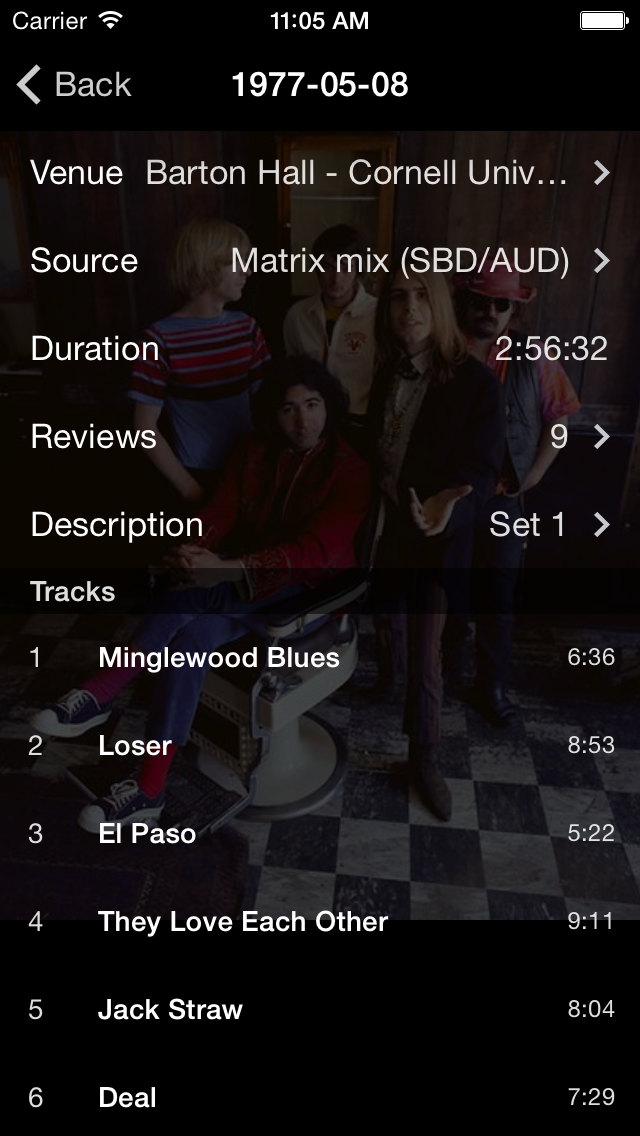 Carrier 11:05 AM
Back 1977-05-08
Venue Barton Hall - Cornell Univ...
Source Matrix mix (SBD/AUD)
Duration 2:56:32
Reviews 9
Description Set 1
Tracks
1 Minglewood Blues 6:36
2 Loser 8:53
3 El Paso 5:22
4 They Love Each Other 9:11
5 Jack Straw 8:04
6 Deal 7:29